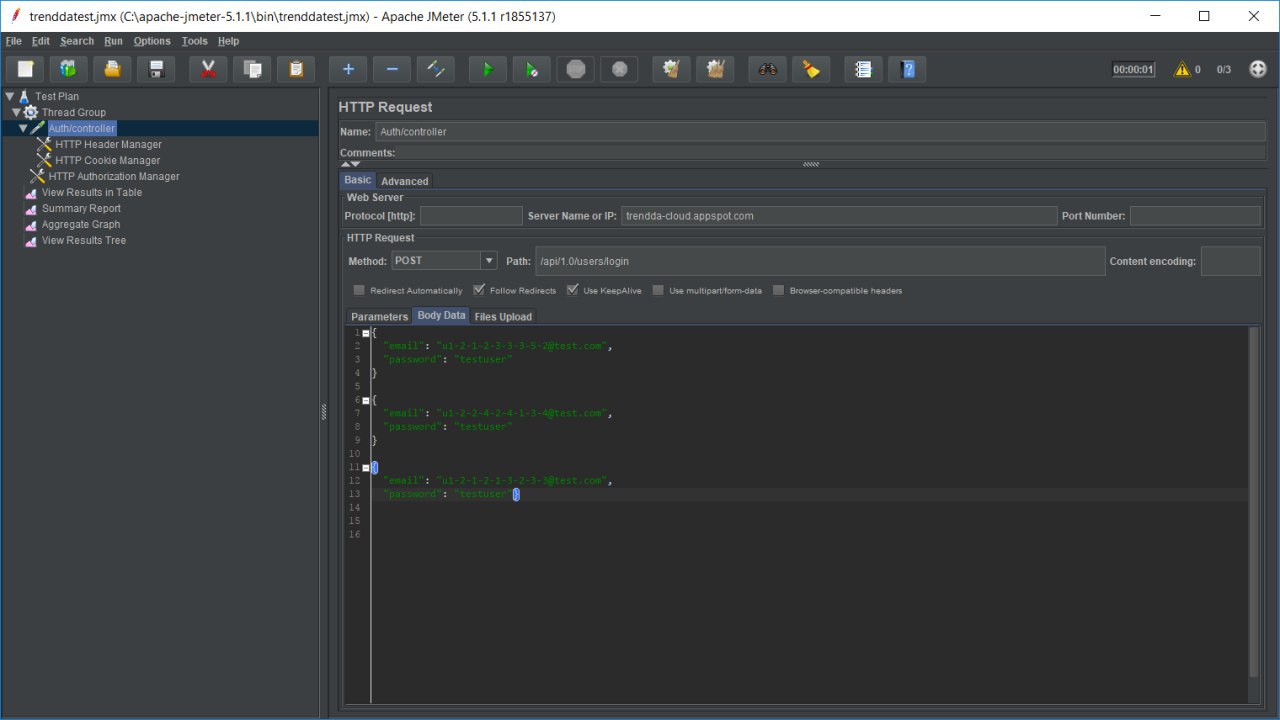 trenddatest.jmx (C:\apache-jmeter-5.1.1\bin\trenddatest.jmx) - Apache JMeter (5.1.1 r1855137)
File Edit Search Run Options Tools Help
00:00:01 0 0/3
Test Plan
Thread Group
Auth/controller
HTTP Header Manager
HTTP Cookie Manager
HTTP Authorization Manager
View Results in Table
Summary Report
Aggregate Graph
View Results Tree
HTTP Request
Name: Auth/controller
Comments:
Basic Advanced
Web Server
Protocol [http]: Server Name or IP: trendda-cloud.appspot.com Port Number:
HTTP Request
Method: POST Path: /api/1.0/users/login Content encoding:
Redirect Automatically Follow Redirects Use KeepAlive Use multipart/form-data Browser-compatible headers
Parameters Body Data Files Upload
1 {
2 "email": "u1-2-1-2-3-3-3-5-2@test.com",
3 "password": "testuser"
4 }
5
6 {
7 "email": "u1-2-2-4-2-4-1-3-4@test.com",
8 "password": "testuser"
9 }
10
11 {
12 "email": "u1-2-1-2-1-3-2-3-3@test.com",
13 "password": "testuser"}
14
15
16